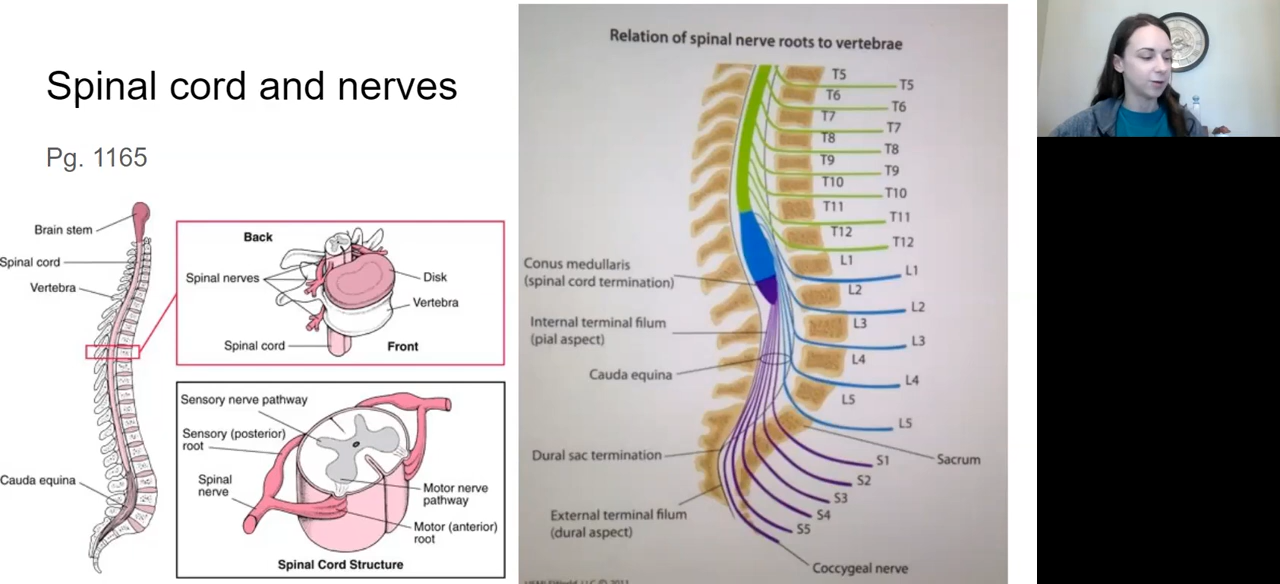 Spinal cord and nerves
Pg. 1165
Brain stem
Spinal cord
Vertebra
Cauda equina
Back
Spinal nerves
Disk
Vertebra
Spinal cord
Front
Sensory nerve pathway
Sensory (posterior)
root
Spinal
nerve
Motor nerve
pathway
Motor (anterior)
root
Spinal Cord Structure
Relation of spinal nerve roots to vertebrae
T5
T5
T6
T6
T7
T7
T8
T8
T9
T9
T10
T10
T11
T11
T12
T12
L1
L1
L2
L2
L3
L3
L4
L4
L5
L5
S1
S2
S3
S4
S5
Conus medullaris
(spinal cord termination)
Internal terminal filum
(pial aspect)
Cauda equina
Dural sac termination
Sacrum
External terminal filum
(dural aspect)
Coccygeal nerve